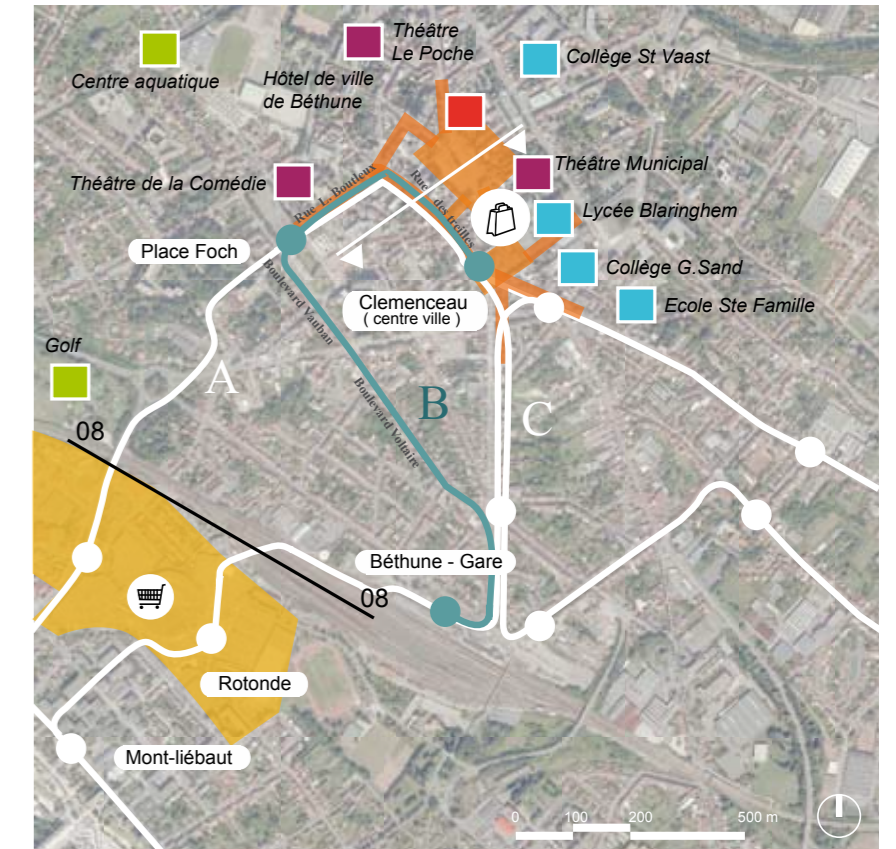 Théâtre
Le Poche
Collège St Vaast
Centre aquatique
Hôtel de ville
de Béthune
Théâtre Municipal
Théâtre de la Comédie
Rue L. Boutleux
Rue des treilles
Lycée Blaringhem
Place Foch
Collège G.Sand
Clemenceau
( centre ville )
Ecole Ste Famille
Boulevard Vauban
Golf
A
B
C
Boulevard Voltaire
08
Béthune - Gare
08
Rotonde
Mont-liébaut
0 100 200 500 m